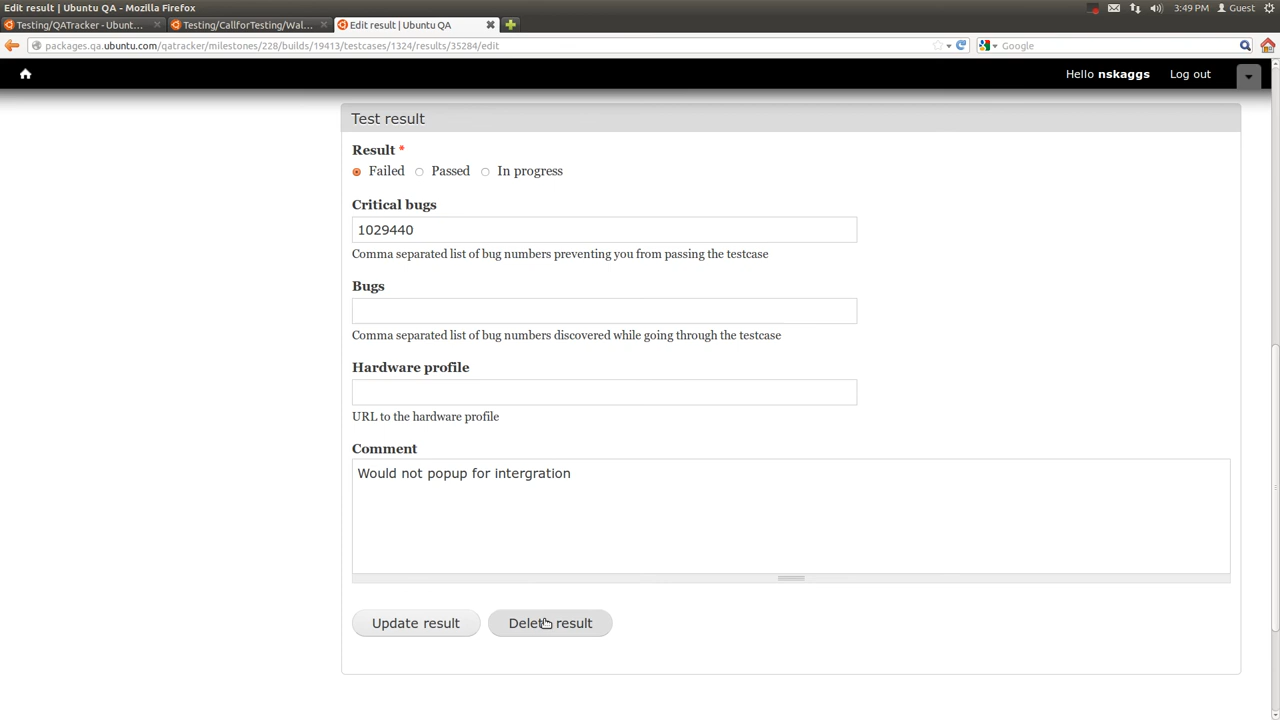 Edit result | Ubuntu QA - Mozilla Firefox
3:49 PM Guest
Testing/QATracker - Ubuntu...
Testing/CallforTesting/Wal...
Edit result | Ubuntu QA
packages.qa.ubuntu.com/qatracker/milestones/228/builds/19413/testcases/1324/results/35284/edit
Google
Hello nskaggs Log out
Test result
Result *
Failed Passed In progress
Critical bugs
1029440
Comma separated list of bug numbers preventing you from passing the testcase
Bugs
Comma separated list of bug numbers discovered while going through the testcase
Hardware profile
URL to the hardware profile
Comment
Would not popup for intergration
Update result Delete result